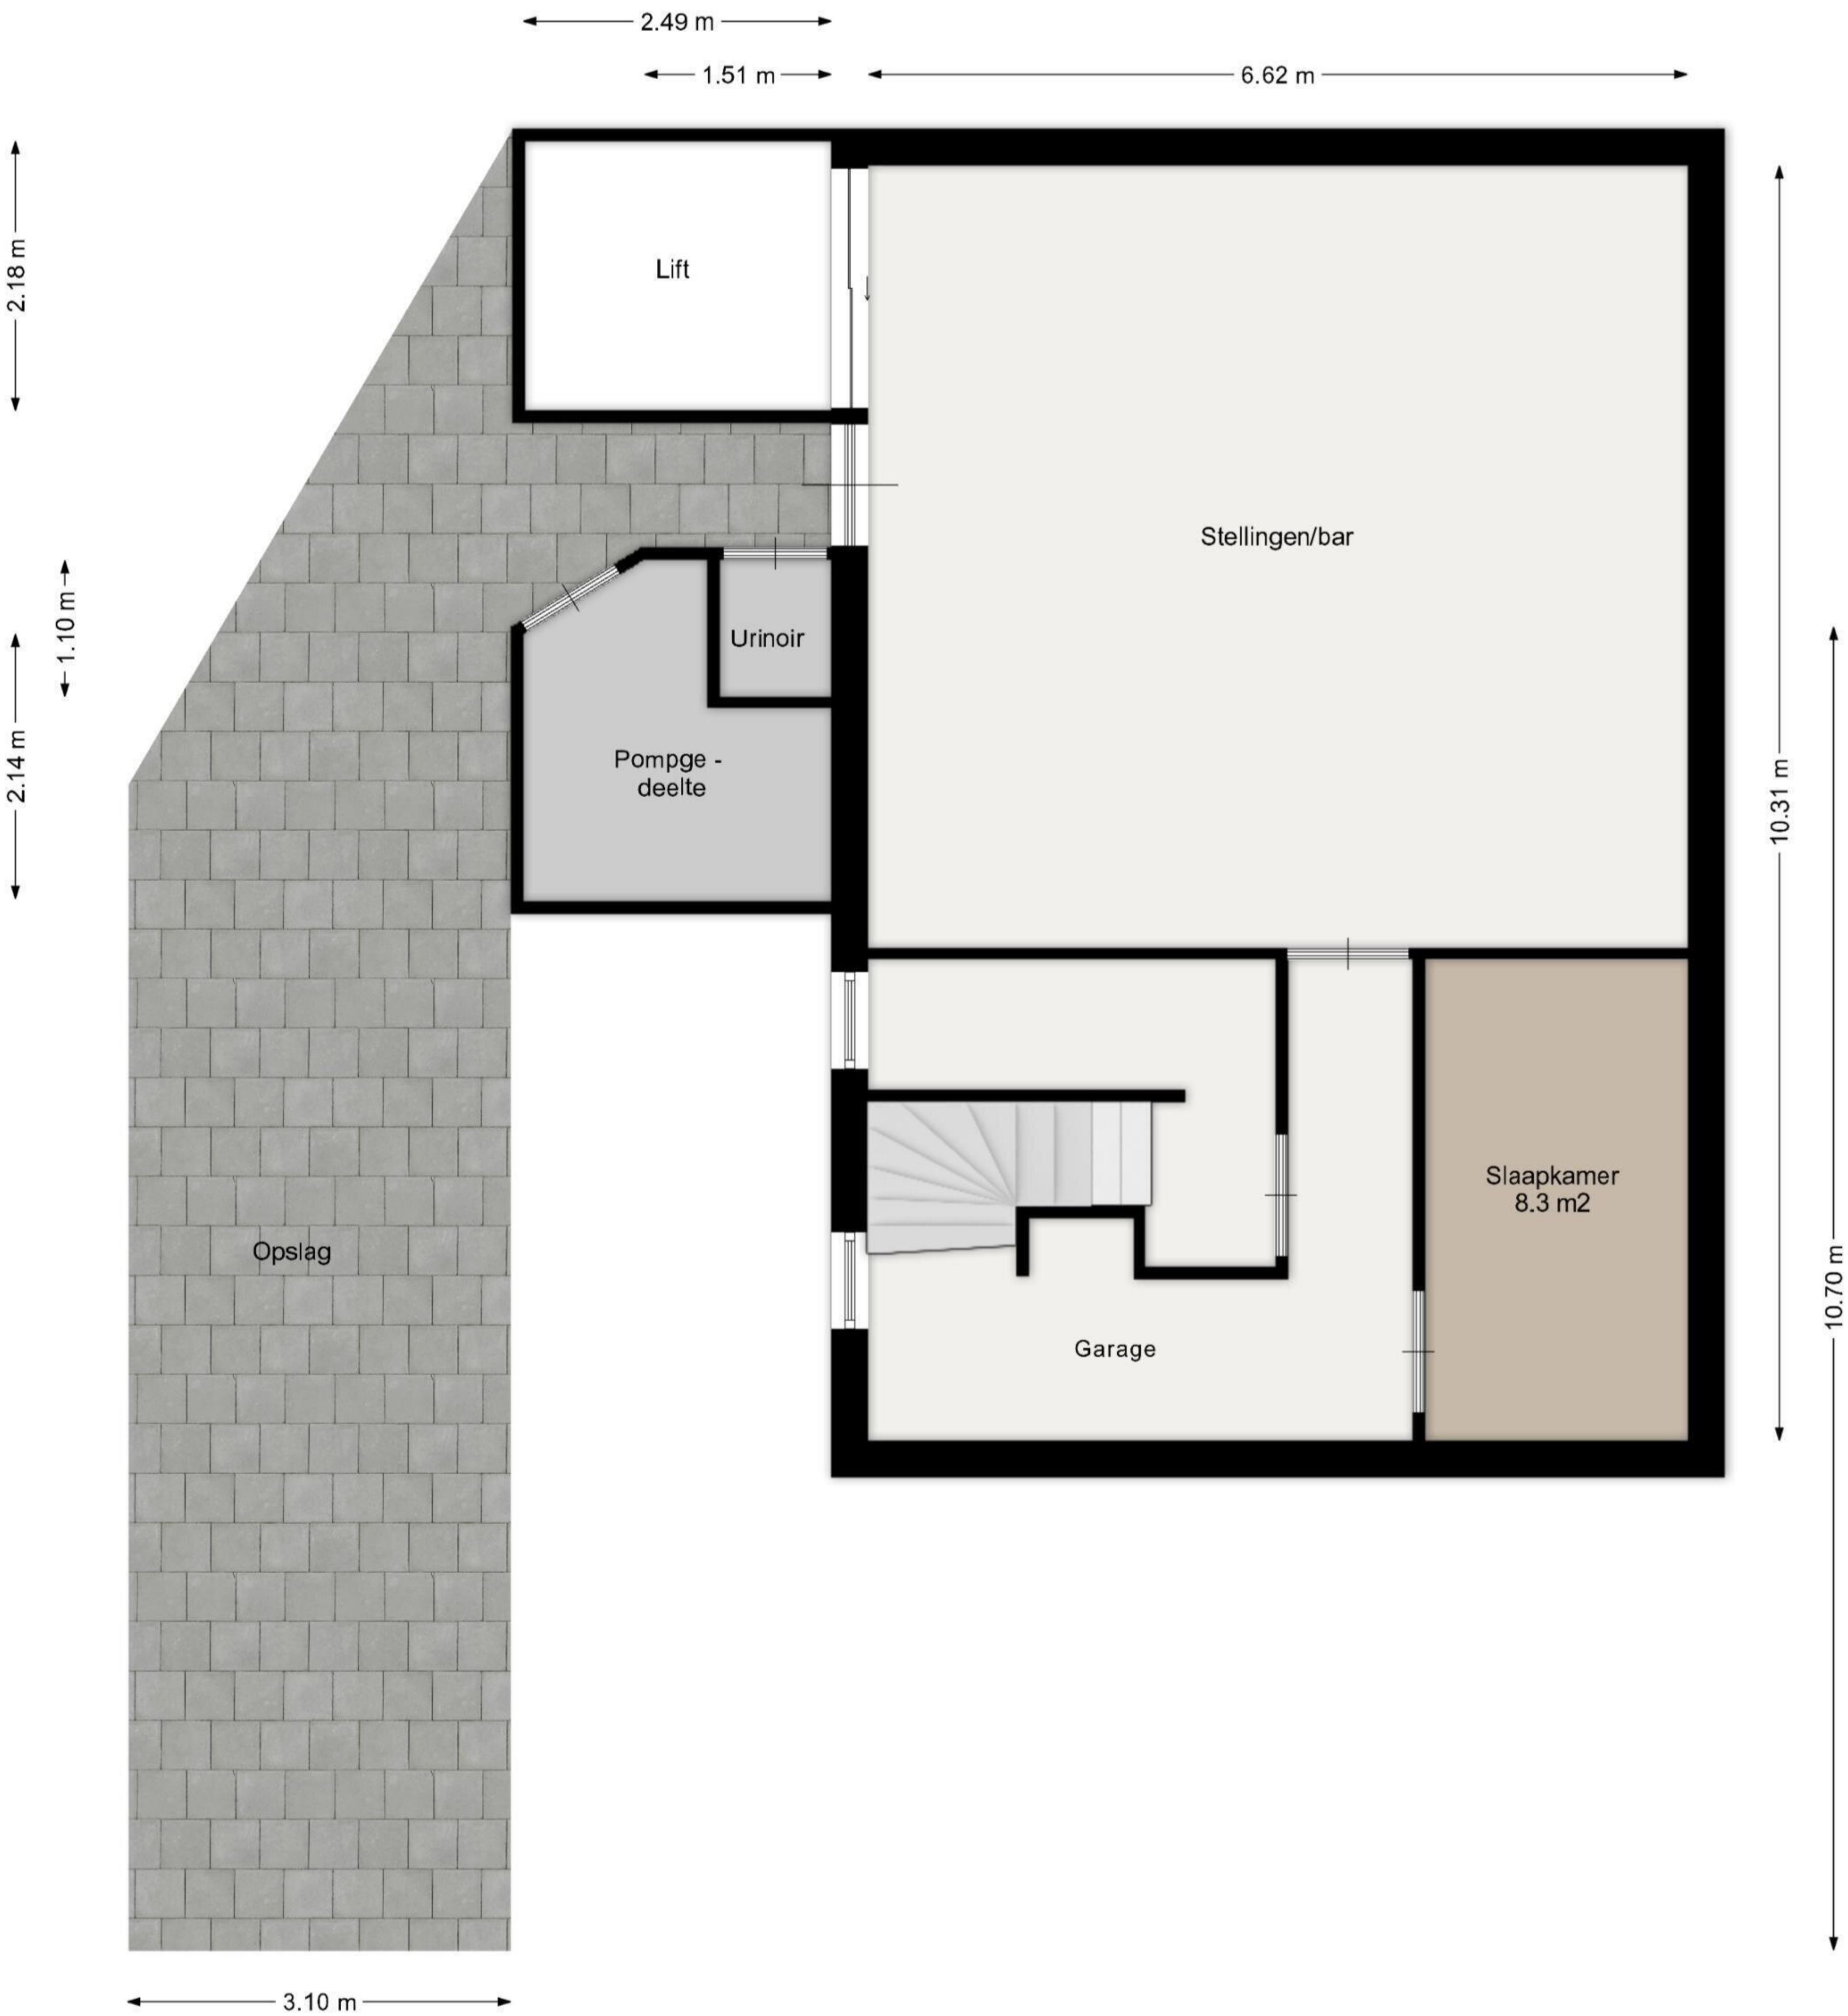 2.49 m
1.51 m
6.62 m
2.18 m
Lift
Stellingen/bar
1.10 m
Urinoir
2.14 m
Pompge -
deelte
10.31 m
Slaapkamer
8.3 m2
Opslag
10.70 m
Garage
3.10 m